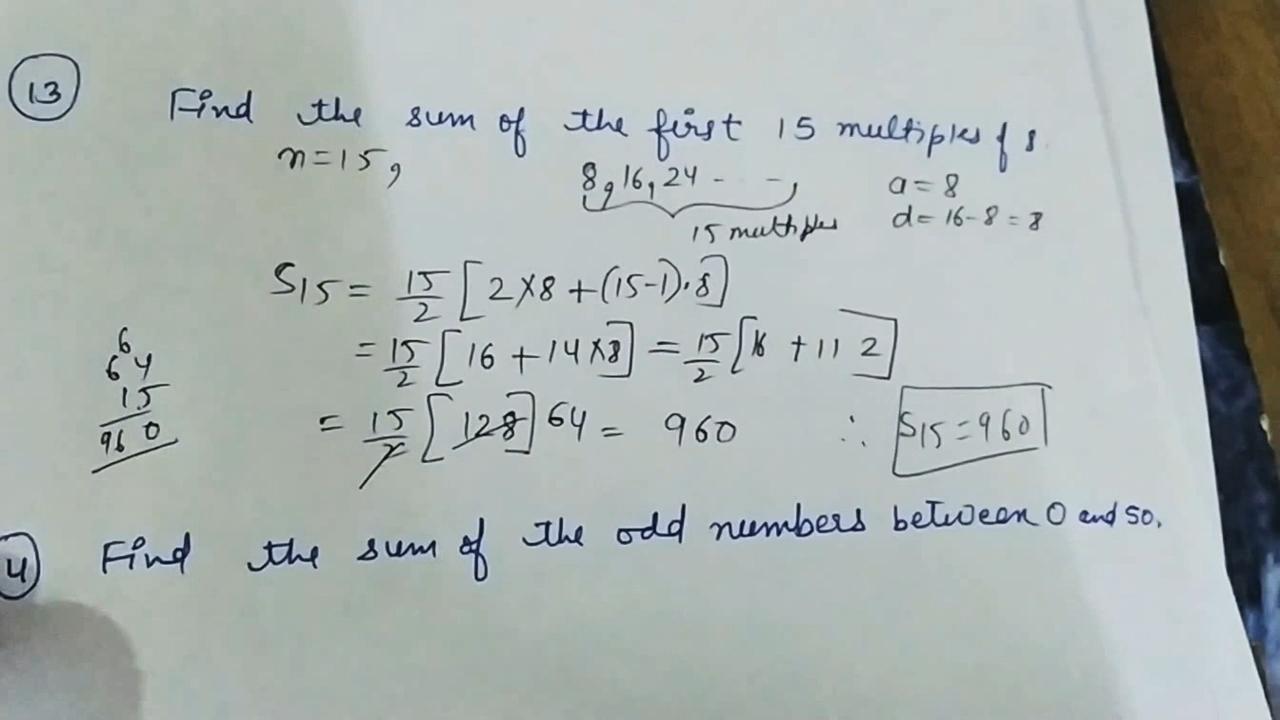 13 Find the sum of the first 15 multiples of 8.
n=15, 8, 16, 24 - - -, a = 8
15 multiples d = 16-8 = 8
S15 = 15/2 [2×8+(15-1).8]
= 15/2 [16 + 14×8] = 15/2 [16 + 112]
= 15/2 [128] 64 = 960 ∴ S15 = 960
6
64
15
960
Find the sum of the odd numbers between 0 and 50.